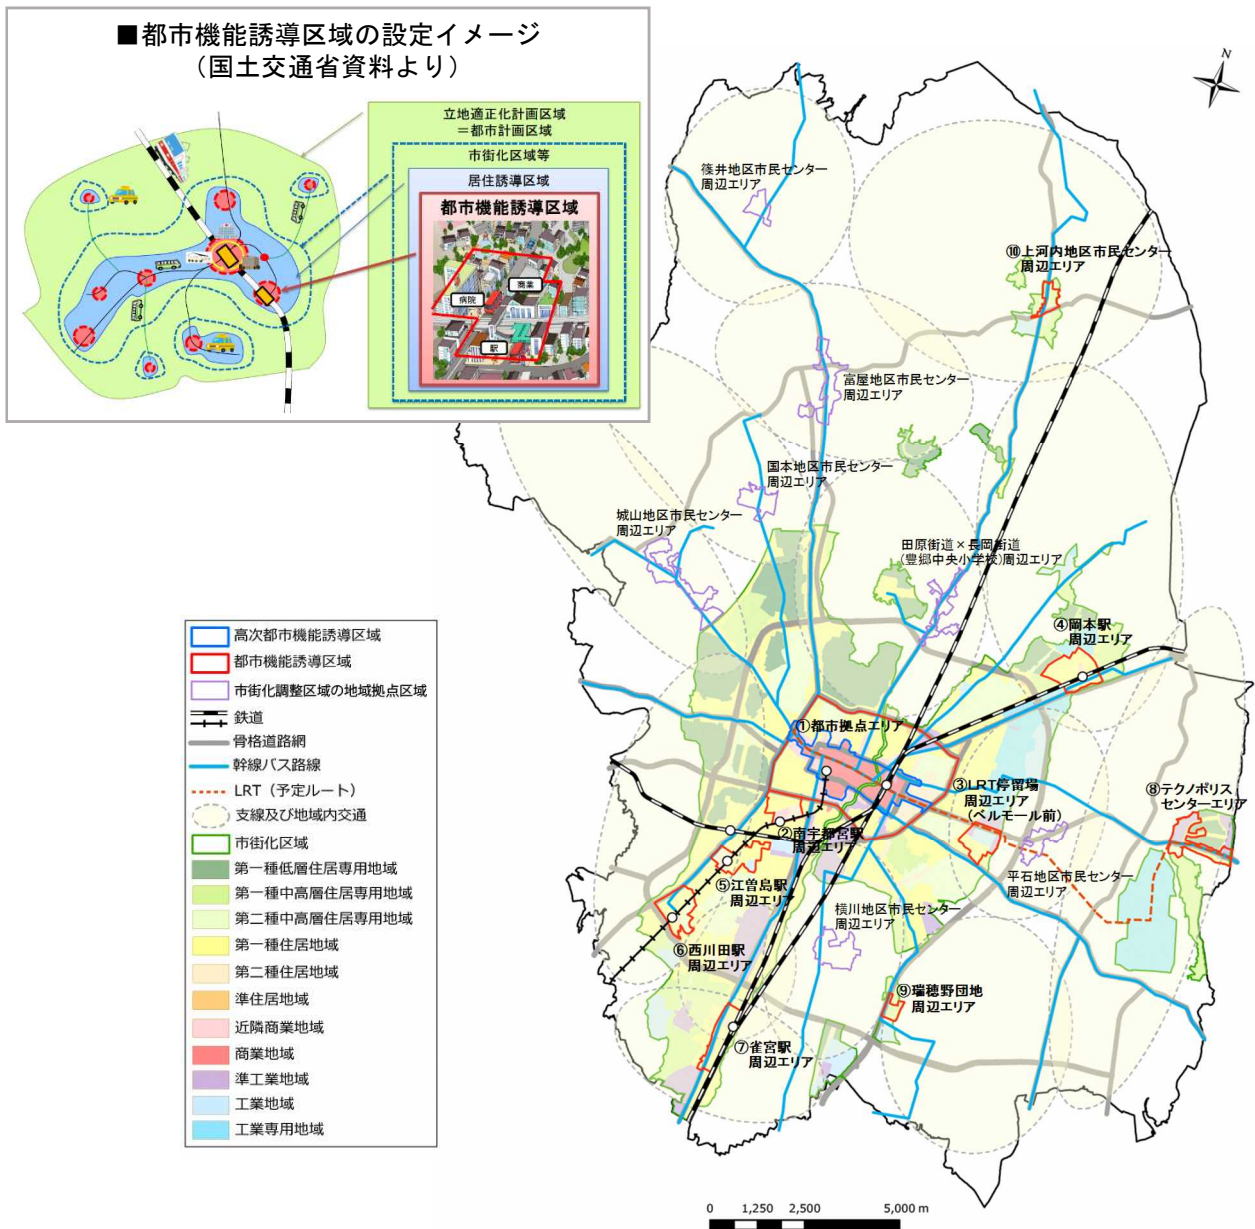 ■都市機能誘導区域の設定イメージ
（国土交通省資料より）
立地適正化計画区域
＝都市計画区域
市街化区域等
居住誘導区域
都市機能誘導区域
病院
商業
駅
N
篠井地区市民センター
周辺エリア
⑩上河内地区市民センター
周辺エリア
富屋地区市民センター
周辺エリア
国本地区市民センター
周辺エリア
城山地区市民センター
周辺エリア
田原街道×長岡街道
(豊郷中央小学校)周辺エリア
④岡本駅
周辺エリア
①都市拠点エリア
③LRT停留場
周辺エリア
（ベルモール前）
⑧テクノポリス
センターエリア
②南宇都宮駅
周辺エリア
平石地区市民センター
周辺エリア
⑤江曽島駅
周辺エリア
横川地区市民センター
周辺エリア
⑥西川田駅
周辺エリア
⑨瑞穂野団地
周辺エリア
⑦雀宮駅
周辺エリア
高次都市機能誘導区域
都市機能誘導区域
市街化調整区域の地域拠点区域
鉄道
骨格道路網
幹線バス路線
LRT（予定ルート）
支線及び地域内交通
市街化区域
第一種低層住居専用地域
第一種中高層住居専用地域
第二種中高層住居専用地域
第一種住居地域
第二種住居地域
準住居地域
近隣商業地域
商業地域
準工業地域
工業地域
工業専用地域
0 1,250 2,500 5,000 m